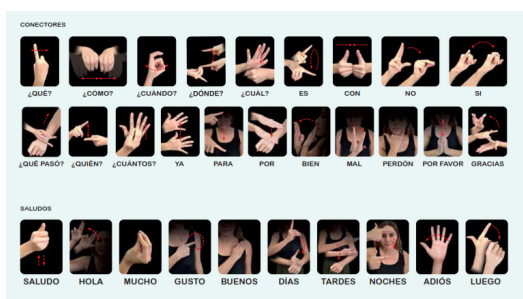 CONECTORES
¿QUÉ? ¿CÓMO? ¿CUÁNDO? ¿DÓNDE? ¿CUÁL? ES CON NO SI
¿QUÉ PASÓ? ¿QUIÉN? ¿CUÁNTOS? YA PARA POR BIEN MAL PERDÓN POR FAVOR GRACIAS
SALUDOS
SALUDO HOLA MUCHO GUSTO BUENOS DÍAS TARDES NOCHES ADIÓS LUEGO